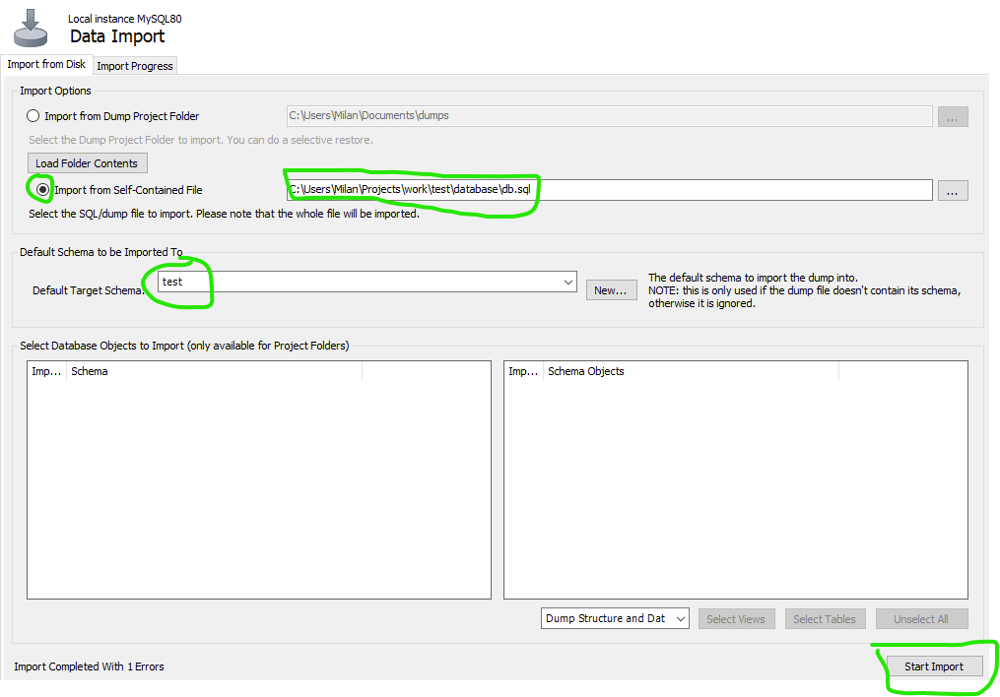 Local instance MySQL80
Data Import
Import from Disk Import Progress
Import Options
Import from Dump Project Folder C:\Users\Milan\Documents\dumps ...
Select the Dump Project Folder to import. You can do a selective restore.
Load Folder Contents
Import from Self-Contained File C:\Users\Milan\Projects\work\test\database\db.sql ...
Select the SQL/dump file to import. Please note that the whole file will be imported.
Default Schema to be Imported To
Default Target Schema: test New... The default schema to import the dump into.
NOTE: this is only used if the dump file doesn't contain its schema,
otherwise it is ignored.
Select Database Objects to Import (only available for Project Folders)
Imp... Schema Imp... Schema Objects
Dump Structure and Dat Select Views Select Tables Unselect All
Import Completed With 1 Errors Start Import